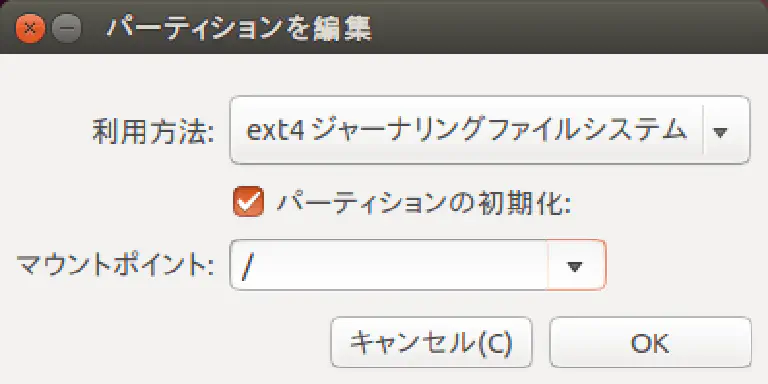 パーティションを編集
利用方法: ext4 ジャーナリングファイルシステム
パーティションの初期化:
マウントポイント: /
キャンセル(C) OK